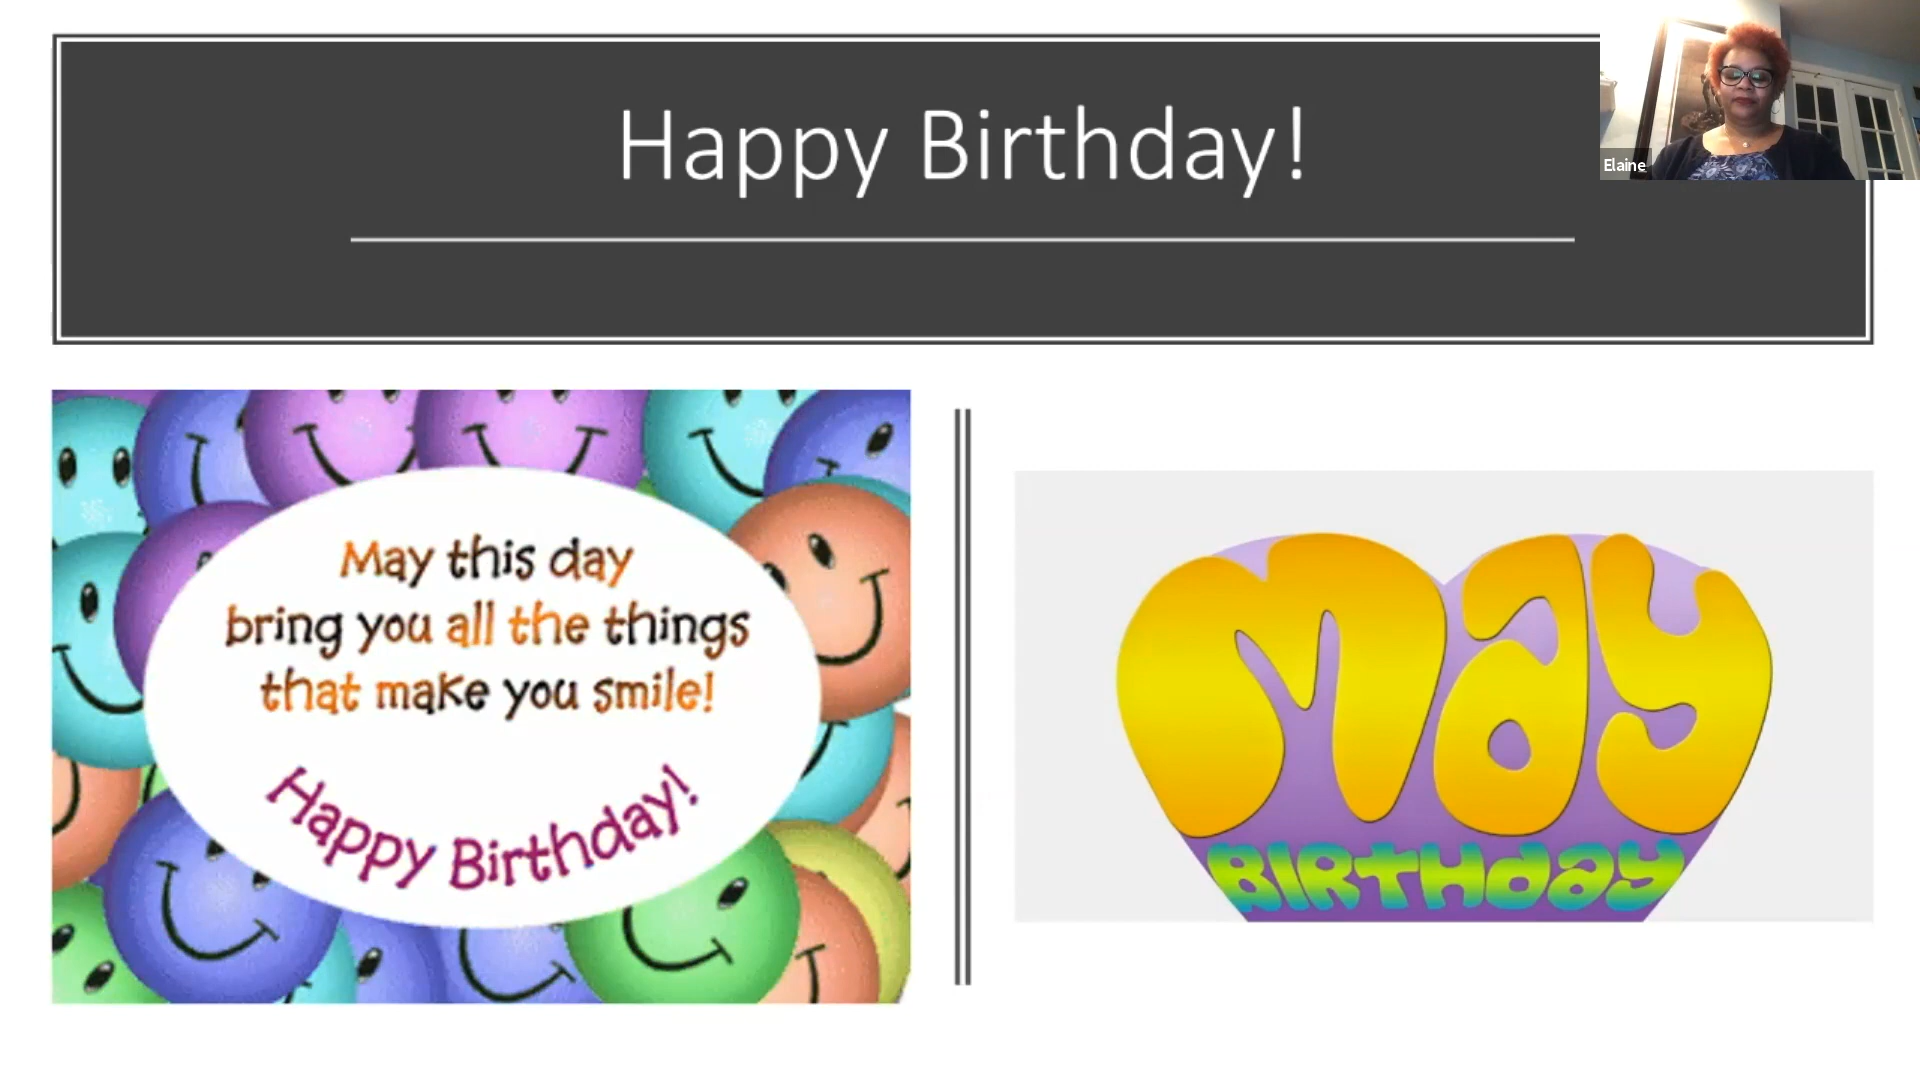 Happy Birthday!
Elaine
May this day
bring you all the things
that make you smile!
Happy Birthday!
May
BIRTHday